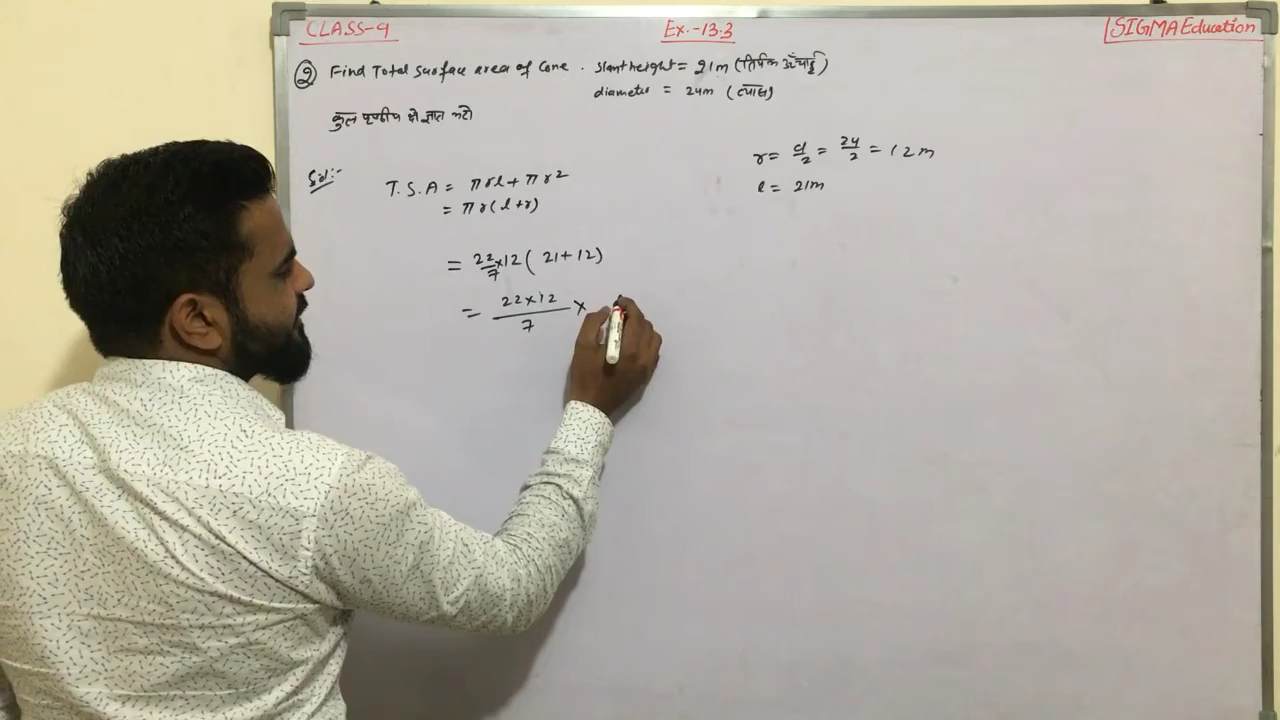 CLASS-9 Ex.-13.3 SIGMA Education
② Find Total Surface area of Cone. Slant height = 21m (तिर्यक ऊँचाई)
diameter = 24m (व्यास)
कुल पृष्ठीय क्षे ज्ञात करो
r = d/2 = 24/2 = 12m
l = 21m
Sol:-
T.S.A = πrl + πr2
= πr(l+r)
= 22/7 × 12 ( 21 + 12)
= 22×12/7 ×